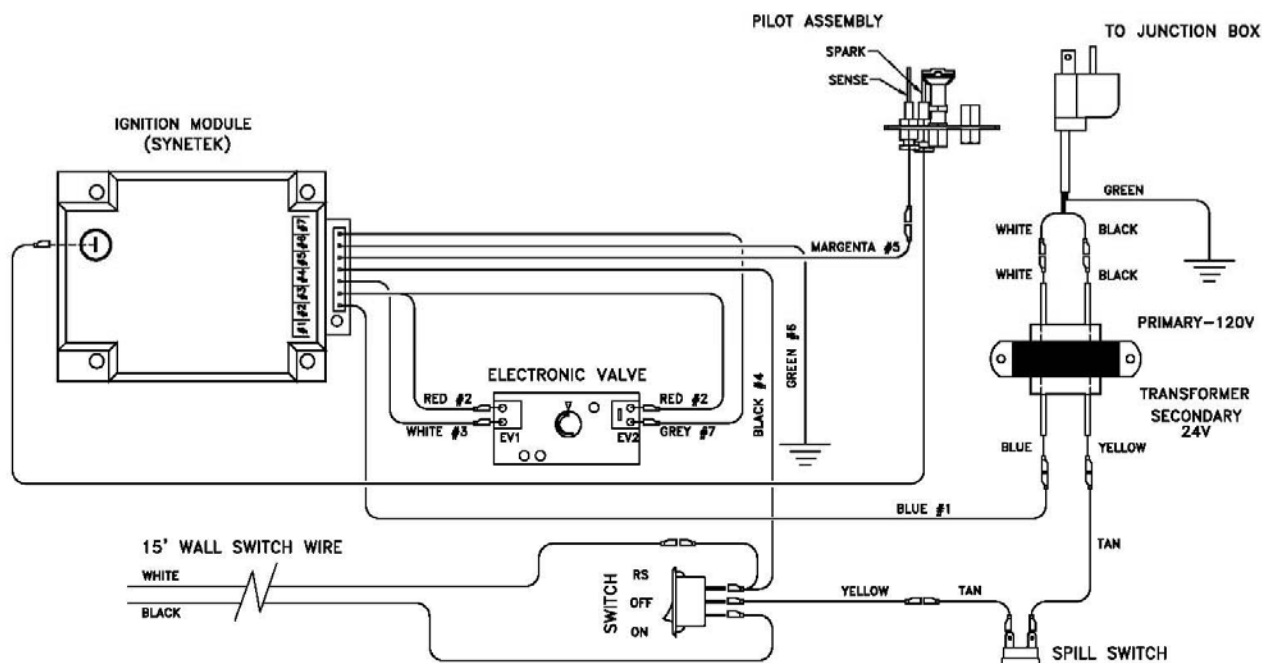 PILOT ASSEMBLY
TO JUNCTION BOX
SPARK
SENSE
IGNITION MODULE
(SYNETEK)
GREEN
#7
#6
#5
#4
#3
#2
#1
MARGENTA #5
WHITE
BLACK
WHITE
BLACK
PRIMARY-120V
GREEN #6
BLACK #4
ELECTRONIC VALVE
RED #2
RED #2
WHITE #3
EV1
EV2
GREY #7
TRANSFORMER
SECONDARY
24V
BLUE
YELLOW
BLUE #1
15' WALL SWITCH WIRE
WHITE
BLACK
SWITCH
RS
OFF
ON
YELLOW
TAN
TAN
SPILL SWITCH